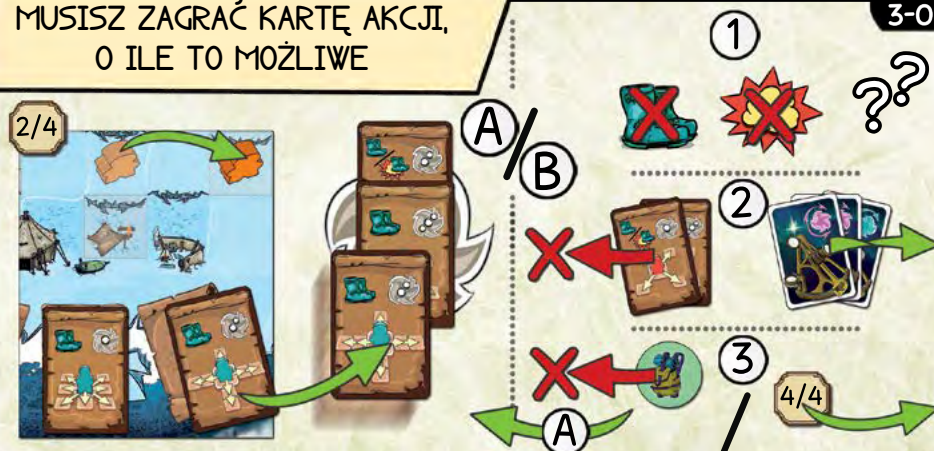 MUSISZ ZAGRAĆ KARTĘ AKCJI,
O ILE TO MOŻLIWE
3-0
1
??
2/4
A/B
2
3
4/4
A